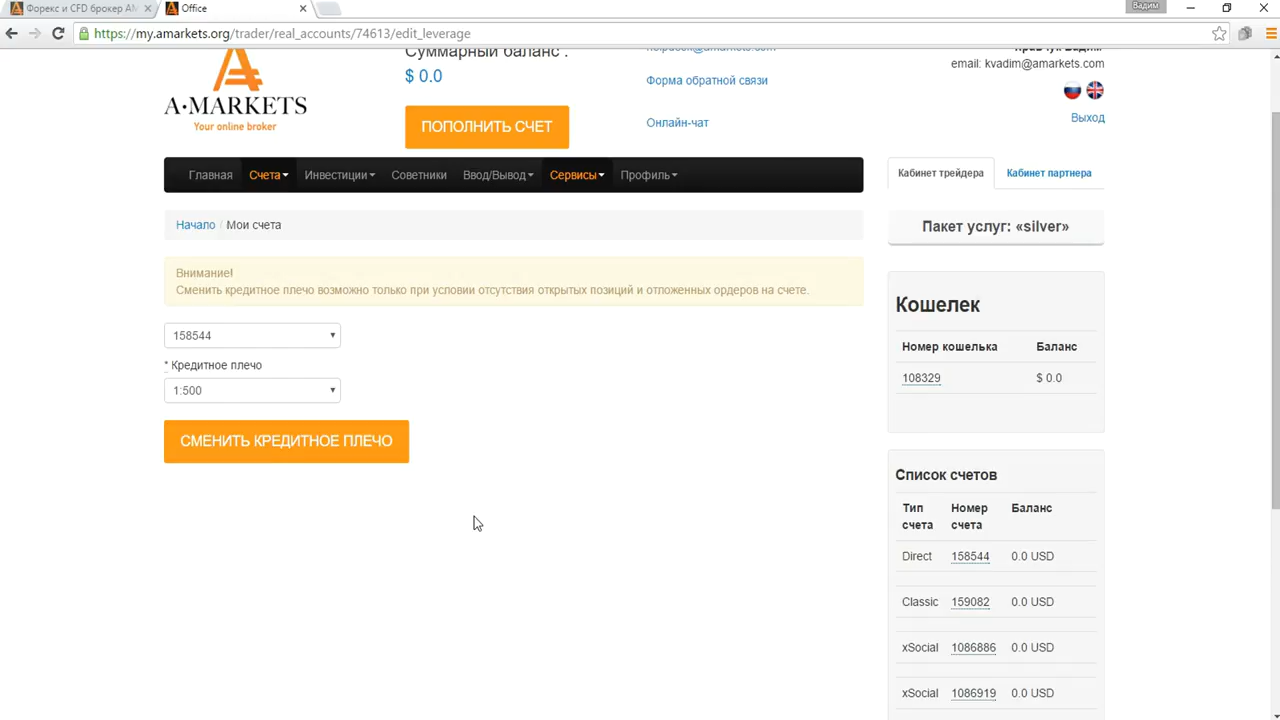 Форекс и CFD брокер AM
Office
Вадим
https://my.amarkets.org/trader/real_accounts/74613/edit_leverage
Суммарный баланс :
$ 0.0
ПОПОЛНИТЬ СЧЕТ
Форма обратной связи
Онлайн-чат
email: kvadim@amarkets.com
Выход
A·MARKETS
Your online broker
Главная Счета Инвестиции Советники Ввод/Вывод Сервисы Профиль
Кабинет трейдера Кабинет партнера
Начало / Мои счета
Пакет услуг: «silver»
Внимание!
Сменить кредитное плечо возможно только при условии отсутствия открытых позиций и отложенных ордеров на счете.
158544
* Кредитное плечо
1:500
СМЕНИТЬ КРЕДИТНОЕ ПЛЕЧО
Кошелек
Номер кошелька Баланс
108329 $ 0.0
Список счетов
Тип счета Номер счета Баланс
Direct 158544 0.0 USD
Classic 159082 0.0 USD
xSocial 1086886 0.0 USD
xSocial 1086919 0.0 USD